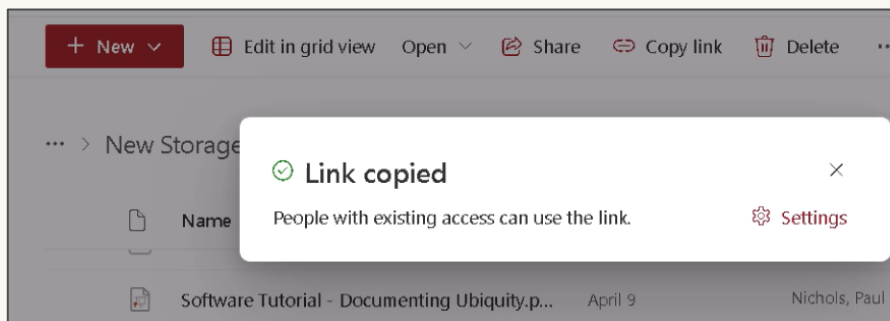 + New Edit in grid view Open Share Copy link Delete ...
... > New Storage
Link copied
People with existing access can use the link.
Settings
Name
Software Tutorial - Documenting Ubiquity.p... April 9 Nichols, Paul